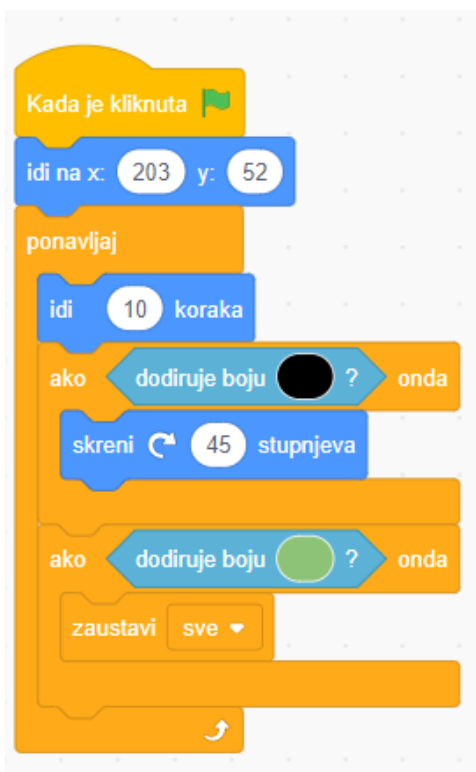 Kada je kliknuta
idi na x: 203 y: 52
ponavljaj
idi 10 koraka
ako dodiruje boju ? onda
skreni 45 stupnjeva
ako dodiruje boju ? onda
zaustavi sve